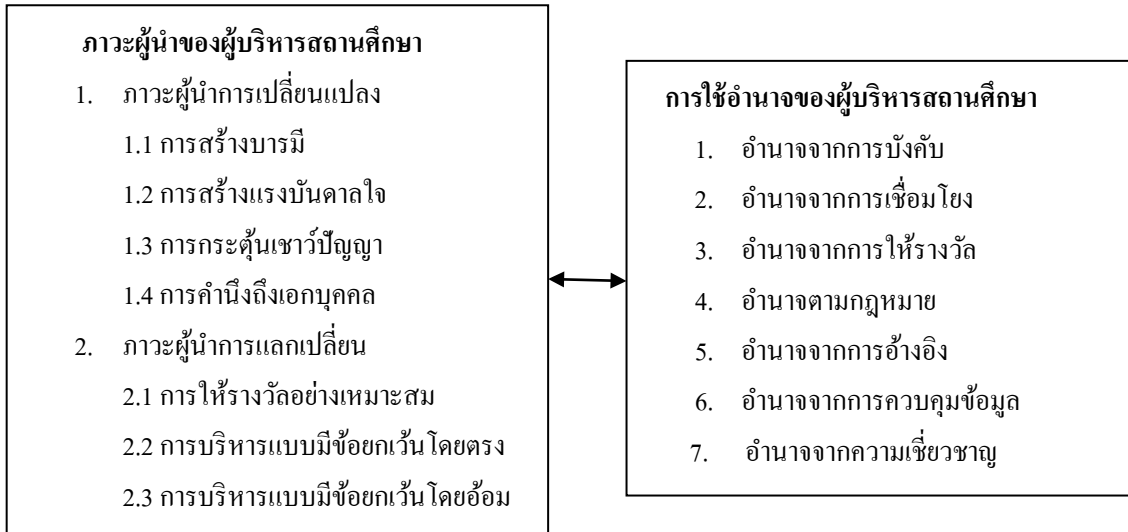 ภาวะผู้นำของผู้บริหารสถานศึกษา
1. ภาวะผู้นำการเปลี่ยนแปลง
1.1 การสร้างบารมี
1.2 การสร้างแรงบันดาลใจ
1.3 การกระตุ้นเชาว์ปัญญา
1.4 การคำนึงถึงเอกบุคคล
2. ภาวะผู้นำการแลกเปลี่ยน
2.1 การให้รางวัลอย่างเหมาะสม
2.2 การบริหารแบบมีข้อยกเว้นโดยตรง
2.3 การบริหารแบบมีข้อยกเว้นโดยอ้อม
การใช้อำนาจของผู้บริหารสถานศึกษา
1. อำนาจจากการบังคับ
2. อำนาจจากการเชื่อมโยง
3. อำนาจจากการให้รางวัล
4. อำนาจตามกฎหมาย
5. อำนาจจากการอ้างอิง
6. อำนาจจากการควบคุมข้อมูล
7. อำนาจจากความเชี่ยวชาญ